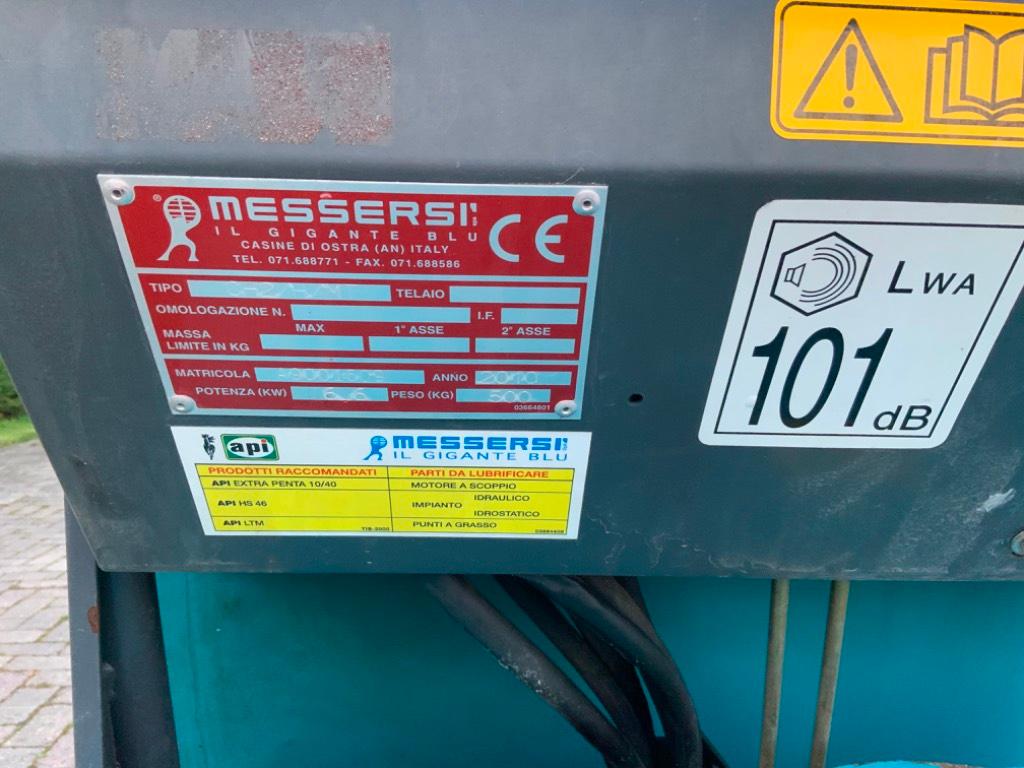 MESSERSI
IL GIGANTE BLU
CASINE DI OSTRA (AN) ITALY
TEL. 071.688771 - FAX. 071.688586
CE
TIPO TELAIO
OMOLOGAZIONE N. I.F.
MASSA LIMITE IN KG MAX 1° ASSE 2° ASSE
MATRICOLA ANNO
POTENZA (KW) PESO (KG) 500
03664601
api MESSERSI
IL GIGANTE BLU
PRODOTTI RACCOMANDATI PARTI DA LUBRIFICARE
API EXTRA PENTA 10/40 MOTORE A SCOPPIO
API HS 46 IMPIANTO IDRAULICO
IDROSTATICO
API LTM PUNTI A GRASSO
LWA
101 dB